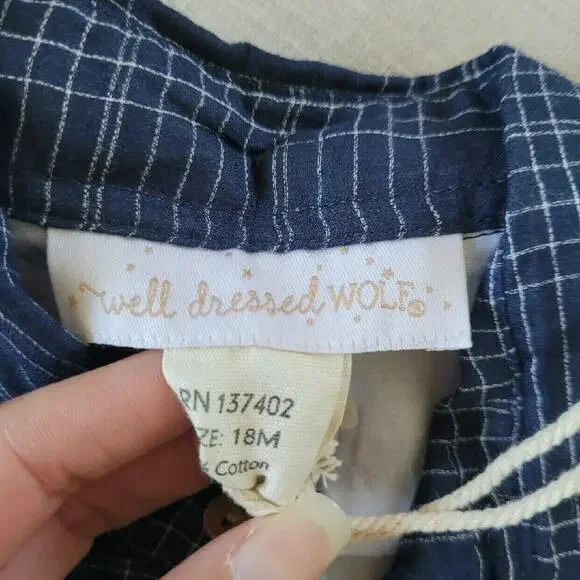 well dressed WOLF®
RN 137402
ZE: 18M
% Cotton